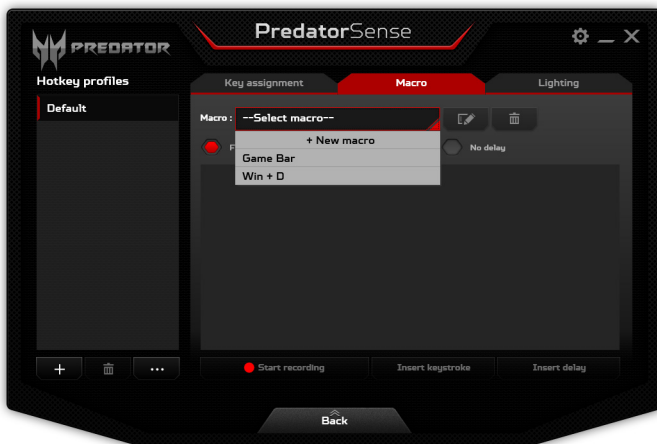 PREDATOR
PredatorSense
Hotkey profiles
Default
Key assignment
Macro
Lighting
Macro :
--Select macro--
+ New macro
Game Bar
Win + D
No delay
Start recording
Insert keystroke
Insert delay
Back